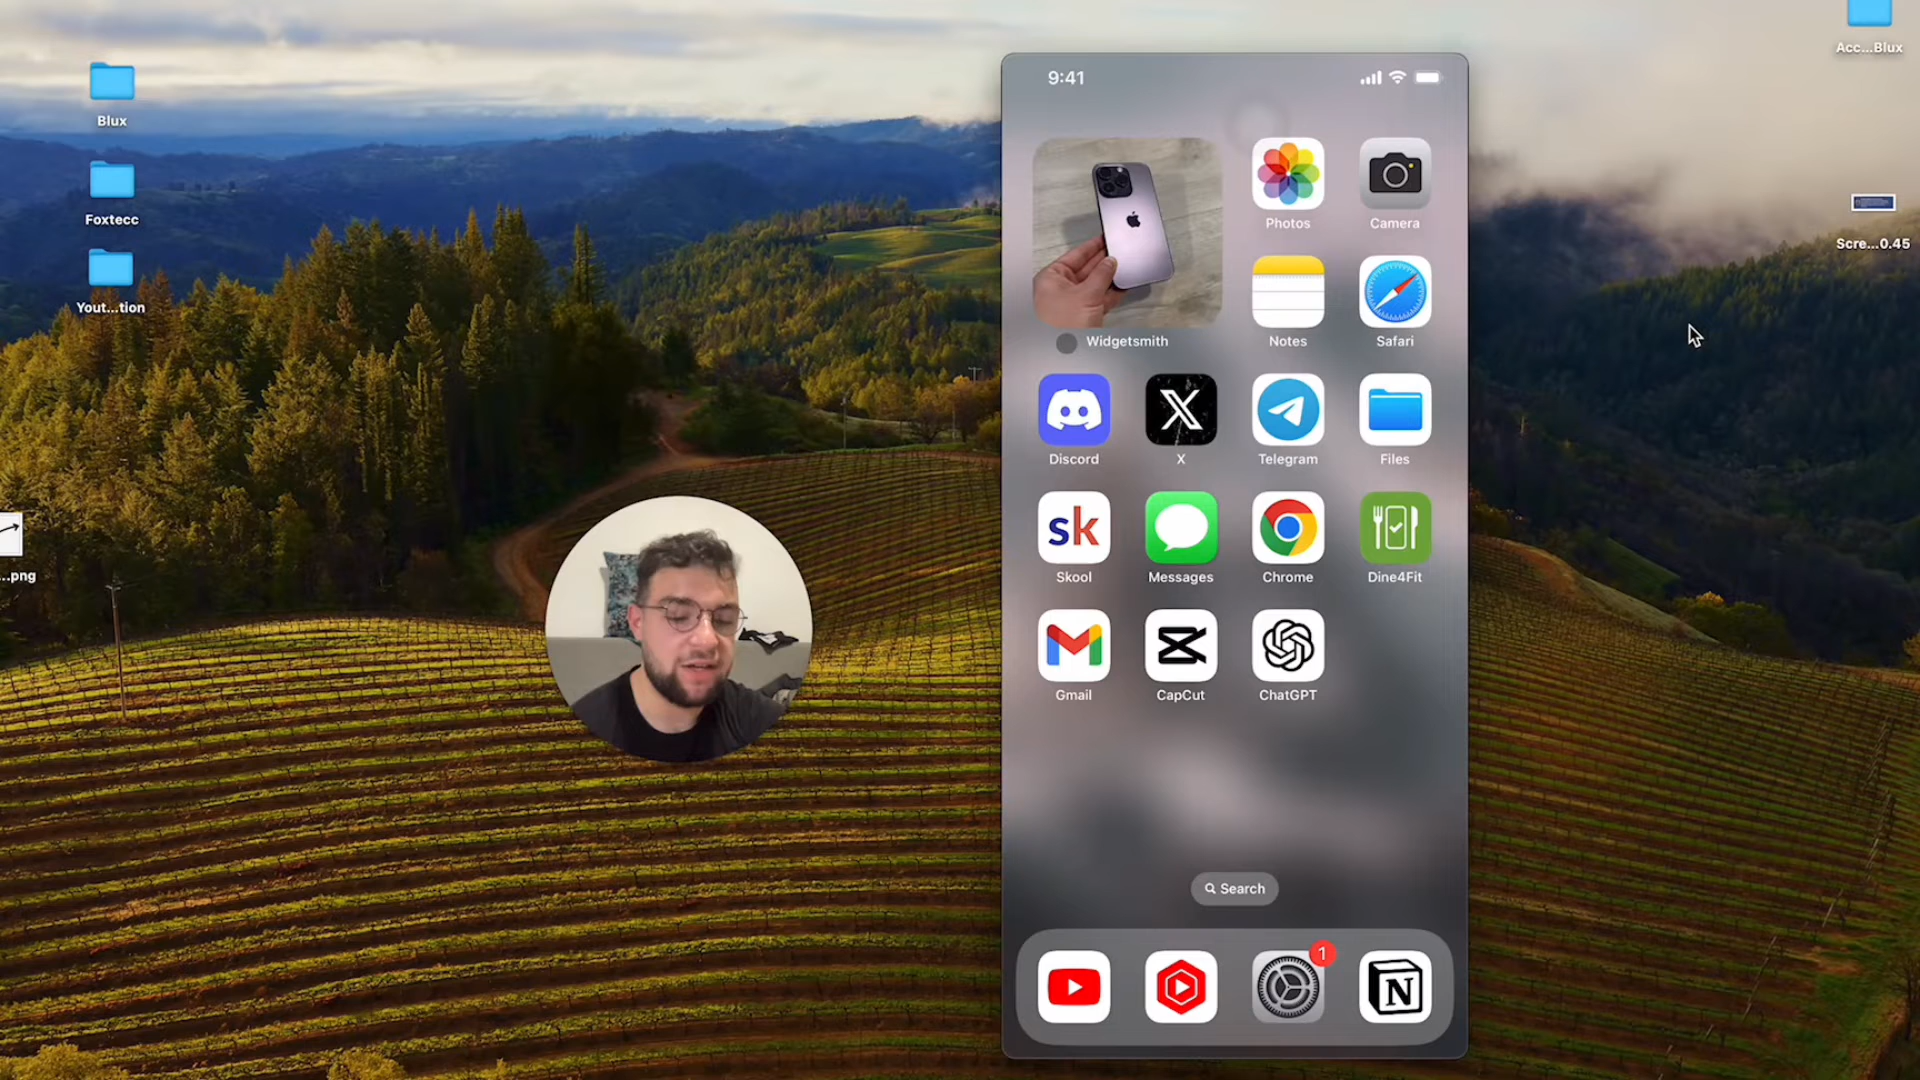 Blux
Foxtecc
Yout...tion
...png
Acc...Blux
Scre...0.45
9:41
Photos
Camera
Widgetsmith
Notes
Safari
Discord
X
Telegram
Files
sk
Skool
Messages
Chrome
Dine4Fit
Gmail
CapCut
ChatGPT
Search
1
N